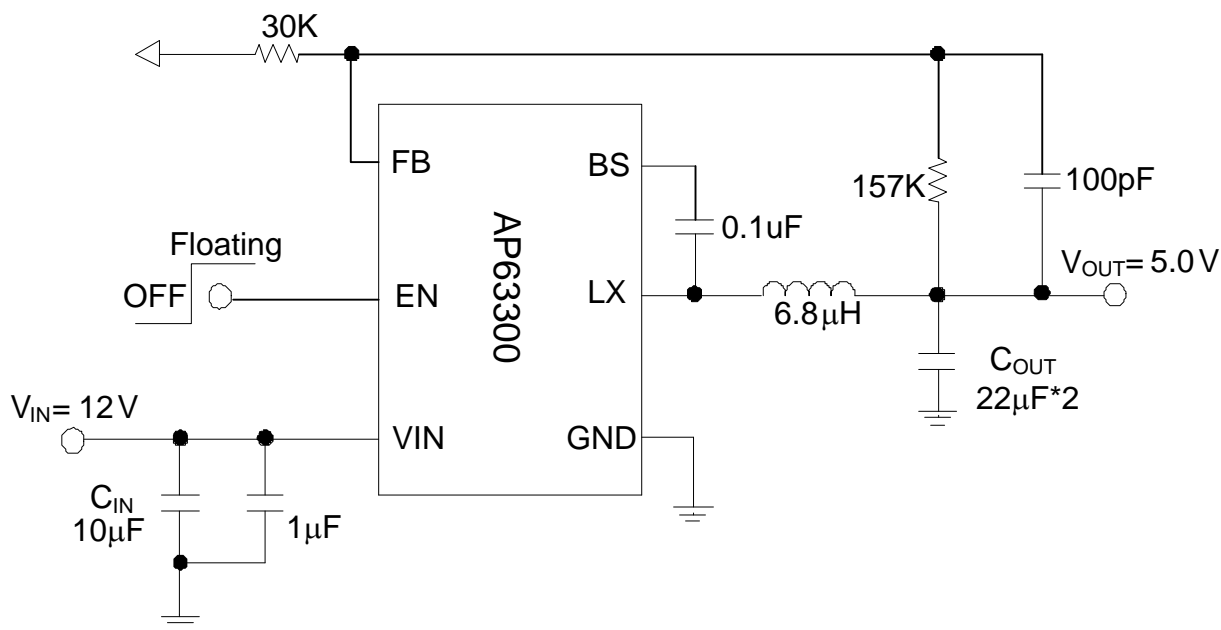 30K
FB
BS
157K
100pF
AP63300
0.1uF
Floating
OFF
EN
LX
6.8μH
VOUT= 5.0V
COUT
22μF*2
VIN= 12V
VIN
GND
CIN
10μF
1μF